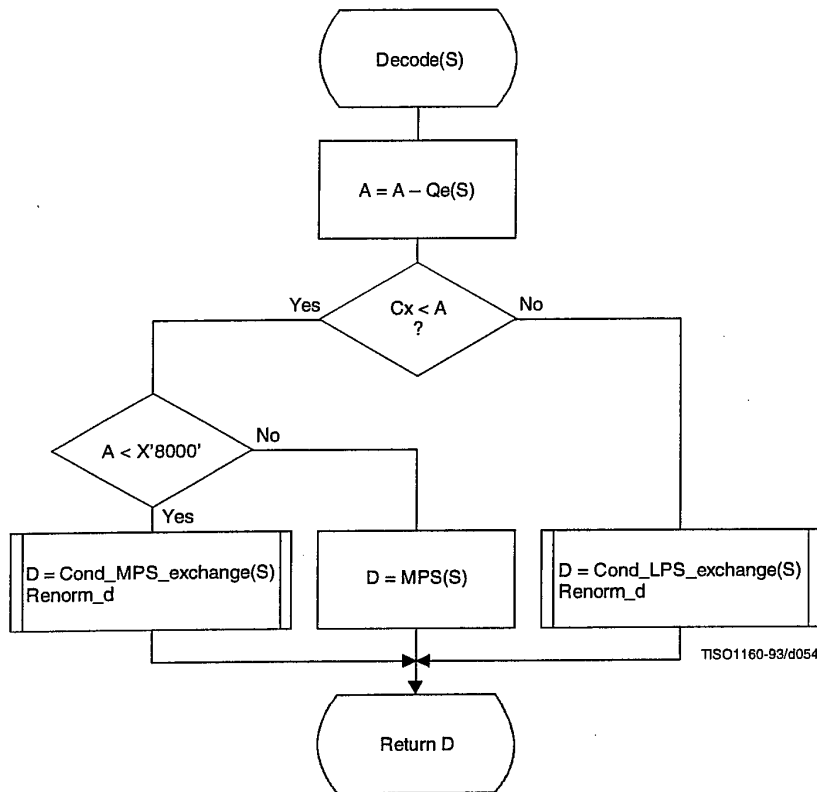 Decode(S)
A = A – Qe(S)
Cx < A
?
Yes
No
A < X'8000'
No
Yes
D = Cond_MPS_exchange(S)
Renorm_d
D = MPS(S)
D = Cond_LPS_exchange(S)
Renorm_d
TISO1160-93/d054
Return D